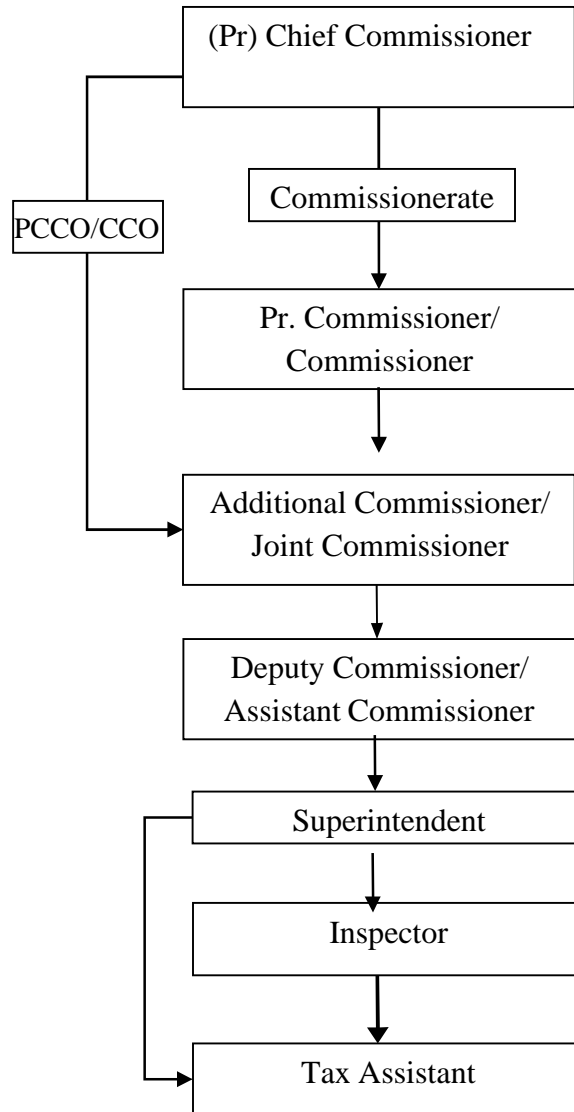 (Pr) Chief Commissioner
Commissionerate
PCCO/CCO
Pr. Commissioner/
Commissioner
Additional Commissioner/
Joint Commissioner
Deputy Commissioner/
Assistant Commissioner
Superintendent
Inspector
Tax Assistant